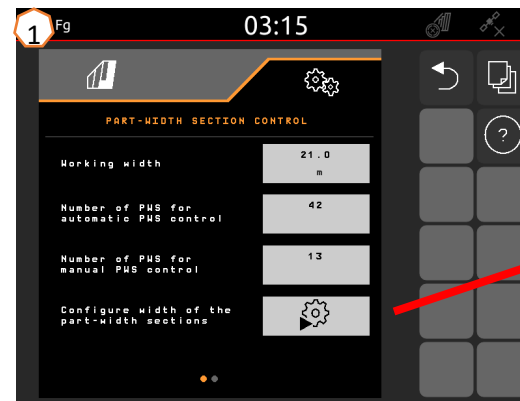 1
Fg
03:15
PART-WIDTH SECTION CONTROL
Working width
21.0
m
Number of PWS for
automatic PWS control
42
Number of PWS for
manual PWS control
13
Configure width of the
part-width sections
?